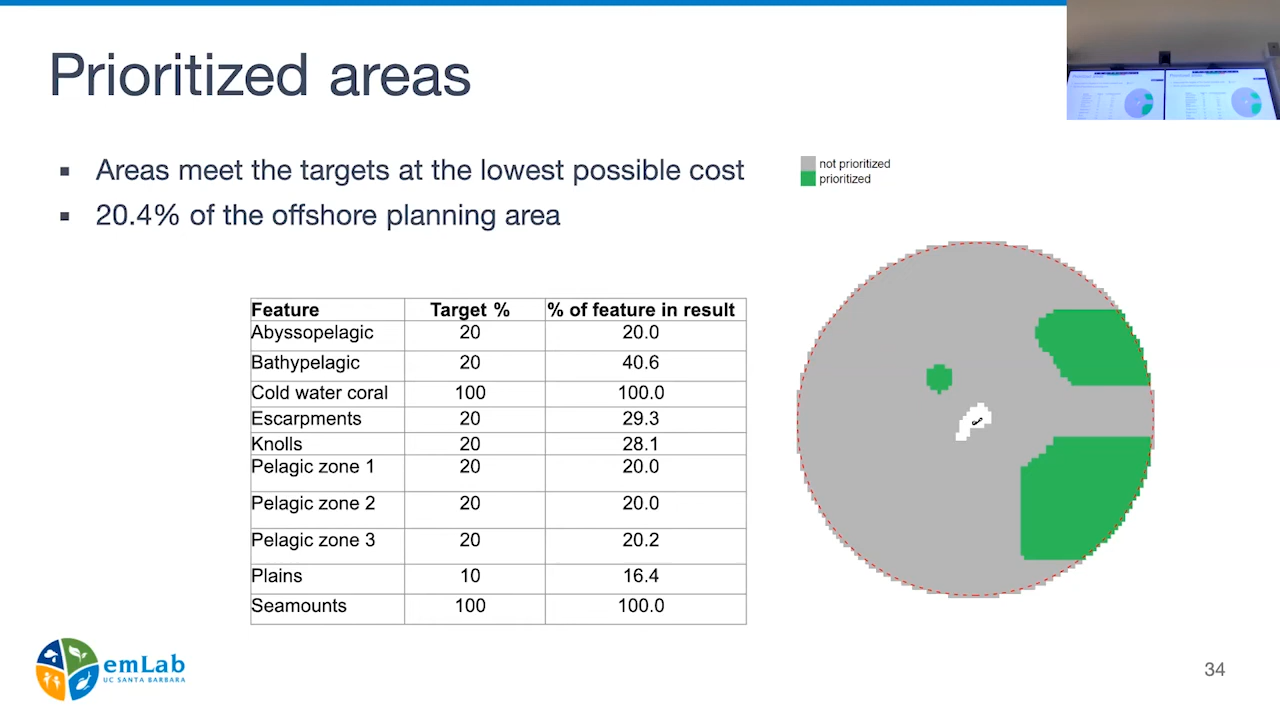 Prioritized areas
▪ Areas meet the targets at the lowest possible cost
▪ 20.4% of the offshore planning area
not prioritized
prioritized
Feature Target % % of feature in result
Abyssopelagic 20 20.0
Bathypelagic 20 40.6
Cold water coral 100 100.0
Escarpments 20 29.3
Knolls 20 28.1
Pelagic zone 1 20 20.0
Pelagic zone 2 20 20.0
Pelagic zone 3 20 20.2
Plains 10 16.4
Seamounts 100 100.0
emLab
UC SANTA BARBARA
34